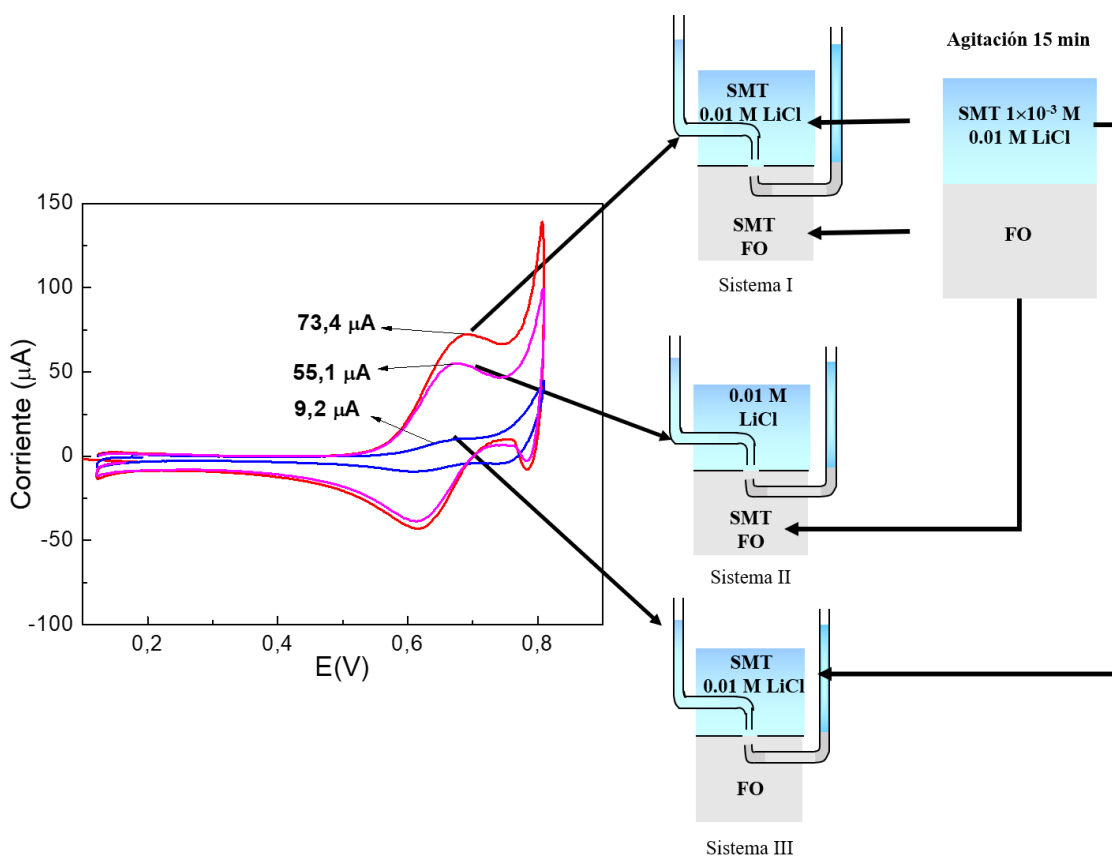 150
100
50
0
-50
-100
Corriente (μA)
0,2
0,4
0,6
0,8
E(V)
73,4 μA
55,1 μA
9,2 μA
SMT
0.01 M LiCl
SMT
FO
Sistema I
Agitación 15 min
SMT 1×10⁻³ M
0.01 M LiCl
FO
0.01 M
LiCl
SMT
FO
Sistema II
SMT
0.01 M LiCl
FO
Sistema III